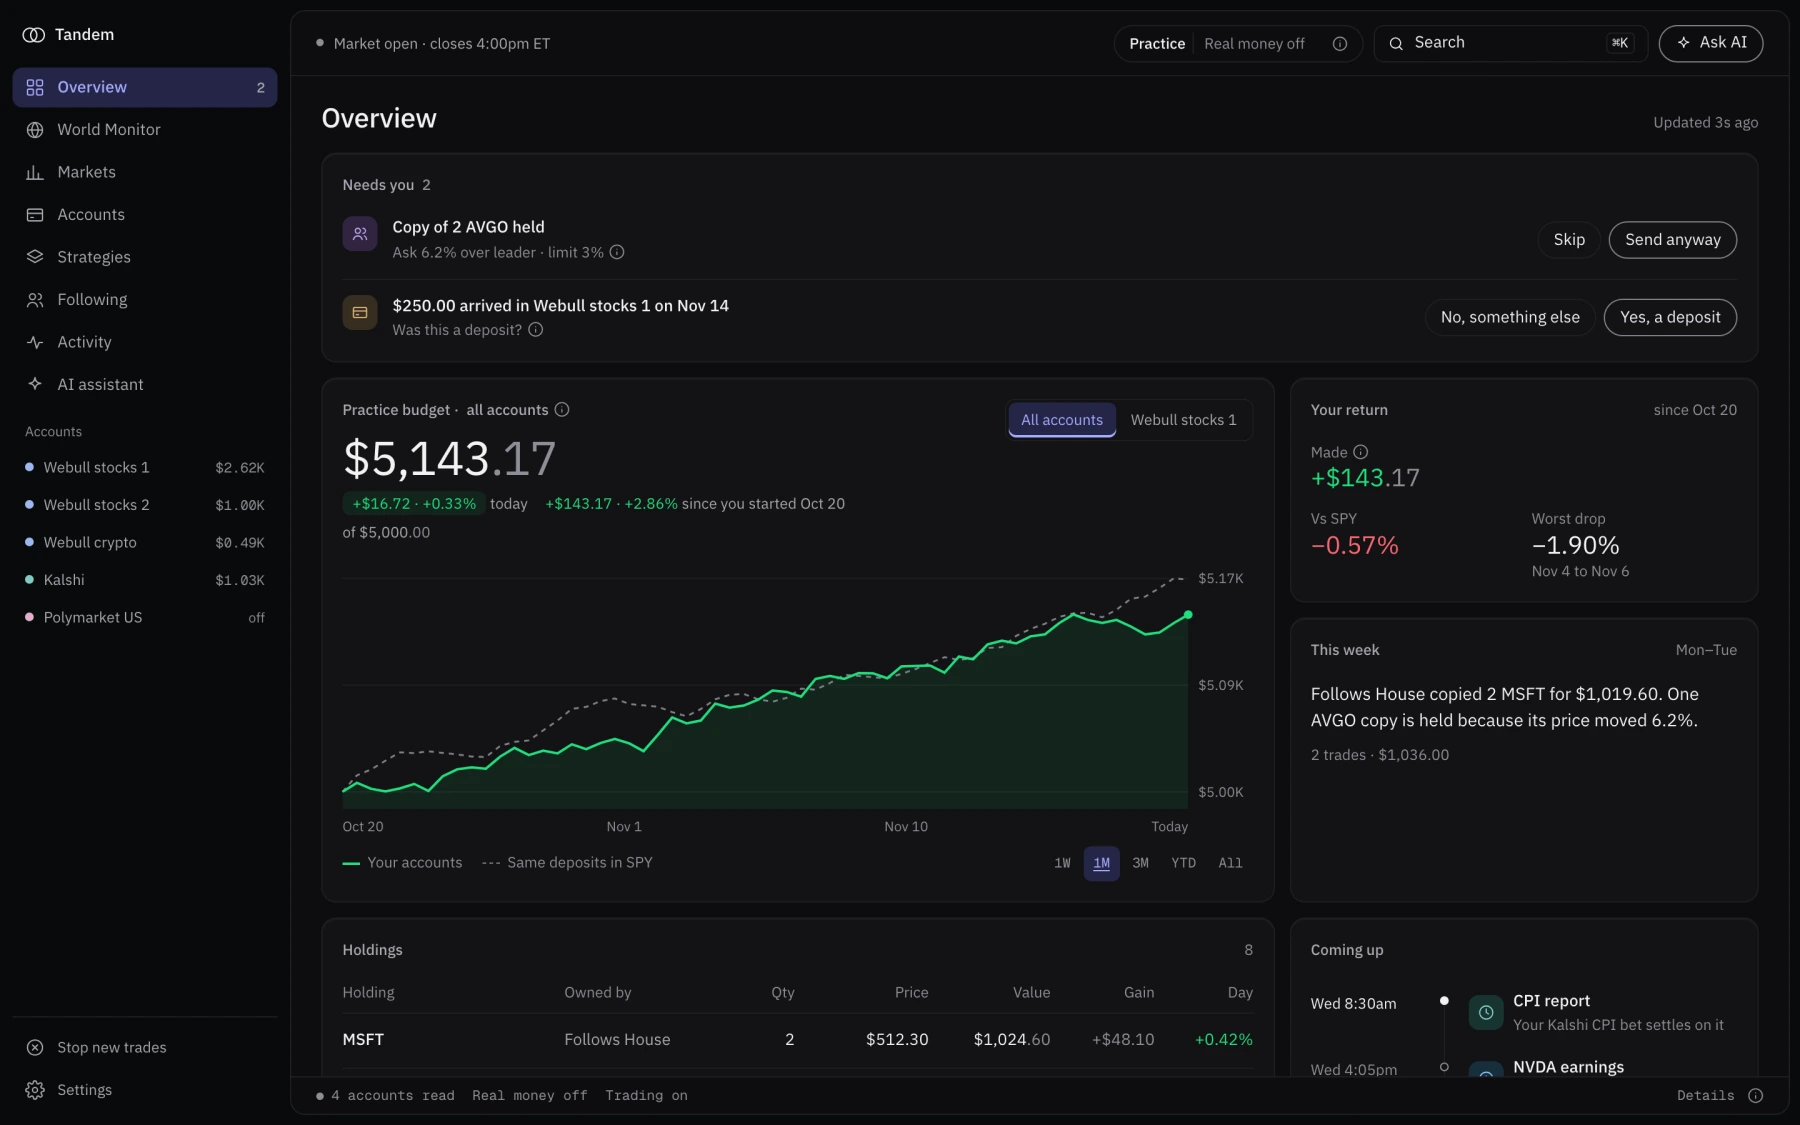 Tandem
Overview 2
World Monitor
Markets
Accounts
Strategies
Following
Activity
AI assistant
Accounts
Webull stocks 1 $2.62K
Webull stocks 2 $1.00K
Webull crypto $0.49K
Kalshi $1.03K
Polymarket US off
Stop new trades
Settings
Market open · closes 4:00pm ET
Practice Real money off
Search ⌘K
Ask AI
Overview
Updated 3s ago
Needs you 2
Copy of 2 AVGO held
Ask 6.2% over leader · limit 3%
Skip Send anyway
$250.00 arrived in Webull stocks 1 on Nov 14
Was this a deposit?
No, something else Yes, a deposit
Practice budget · all accounts
All accounts Webull stocks 1
$5,143.17
+$16.72 · +0.33% today +$143.17 · +2.86% since you started Oct 20
of $5,000.00
$5.17K
$5.09K
$5.00K
Oct 20 Nov 1 Nov 10 Today
Your accounts Same deposits in SPY
1W 1M 3M YTD All
Your return since Oct 20
Made
+$143.17
Vs SPY Worst drop
−0.57% −1.90%
Nov 4 to Nov 6
This week Mon–Tue
Follows House copied 2 MSFT for $1,019.60. One
AVGO copy is held because its price moved 6.2%.
2 trades · $1,036.00
Holdings 8
Holding Owned by Qty Price Value Gain Day
MSFT Follows House 2 $512.30 $1,024.60 +$48.10 +0.42%
Coming up
Wed 8:30am CPI report
Your Kalshi CPI bet settles on it
Wed 4:05pm NVDA earnings
4 accounts read Real money off Trading on
Details